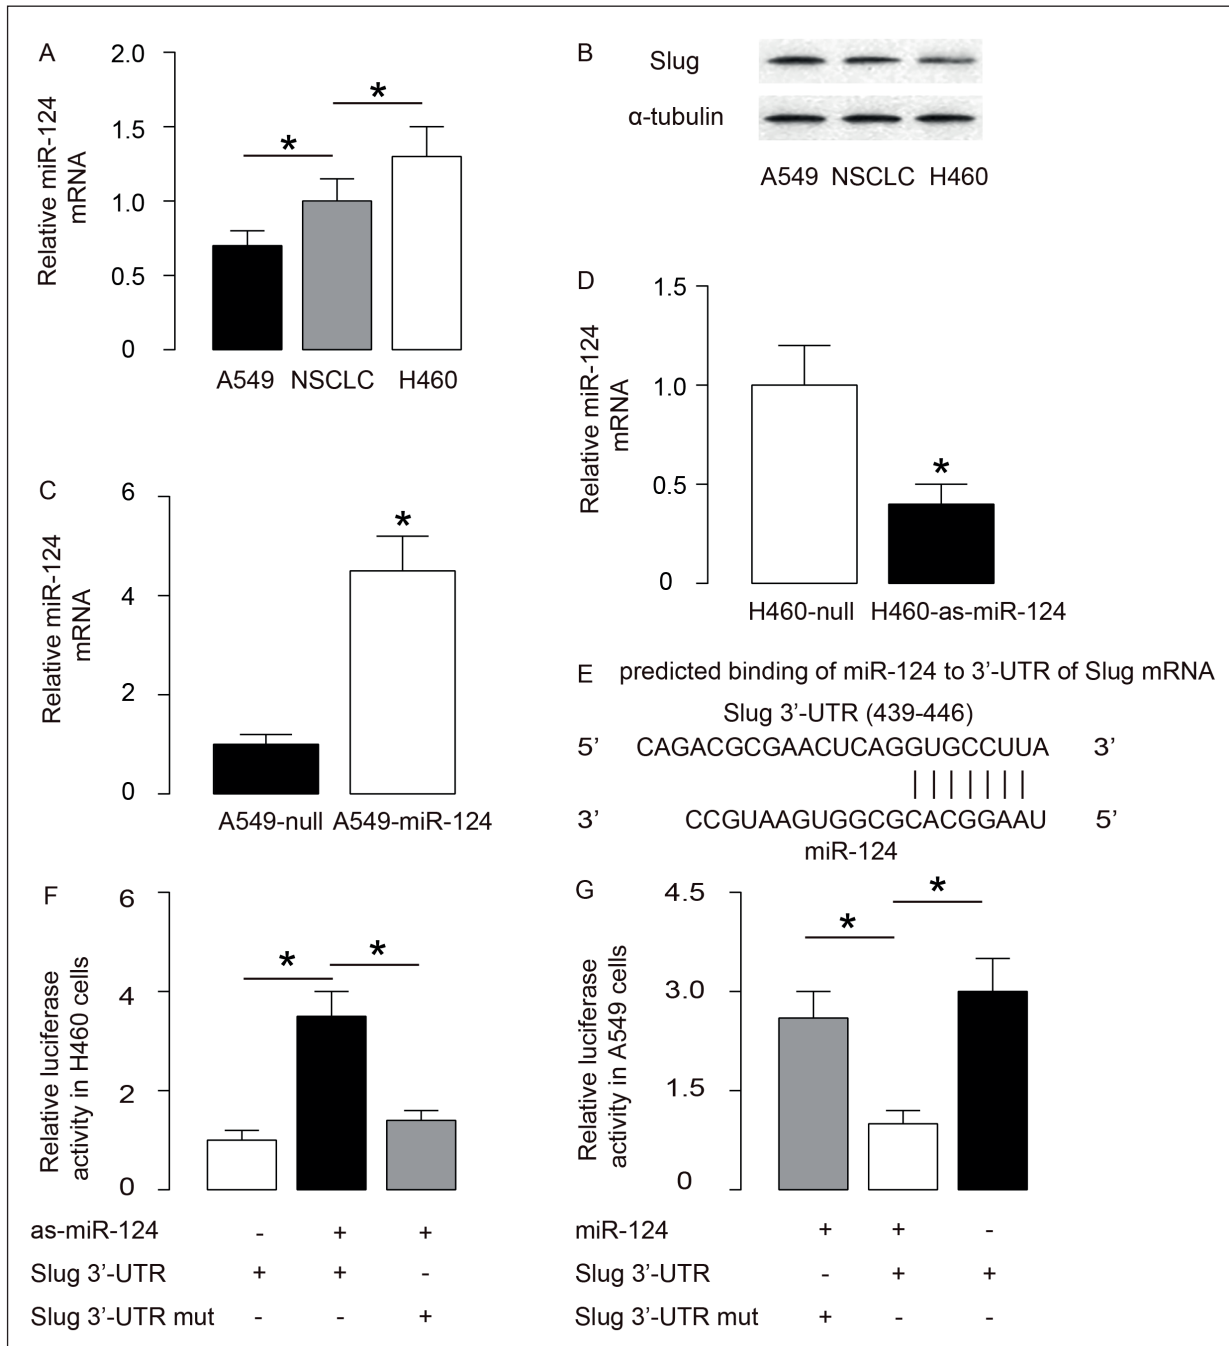 A
Relative miR-124
mRNA
2.0
1.5
1.0
0.5
0
*
*
A549 NSCLC H460
B
Slug
α-tubulin
A549 NSCLC H460
C
Relative miR-124
mRNA
6
4
2
0
*
A549-null A549-miR-124
D
Relative miR-124
mRNA
1.5
1.0
0.5
0
*
H460-null H460-as-miR-124
E predicted binding of miR-124 to 3’-UTR of Slug mRNA
Slug 3’-UTR (439-446)
5’ CAGACGCGAACUCAGGUGCCUUA 3’
3’ CCGUAAGUGGCGCACGGAAU 5’
miR-124
F
Relative luciferase
activity in H460 cells
6
4
2
0
*
*
as-miR-124 - + +
Slug 3’-UTR + + -
Slug 3’-UTR mut - - +
G
Relative luciferase
activity in A549 cells
4.5
3.0
1.5
0
*
*
miR-124 + + -
Slug 3’-UTR - + +
Slug 3’-UTR mut + - -